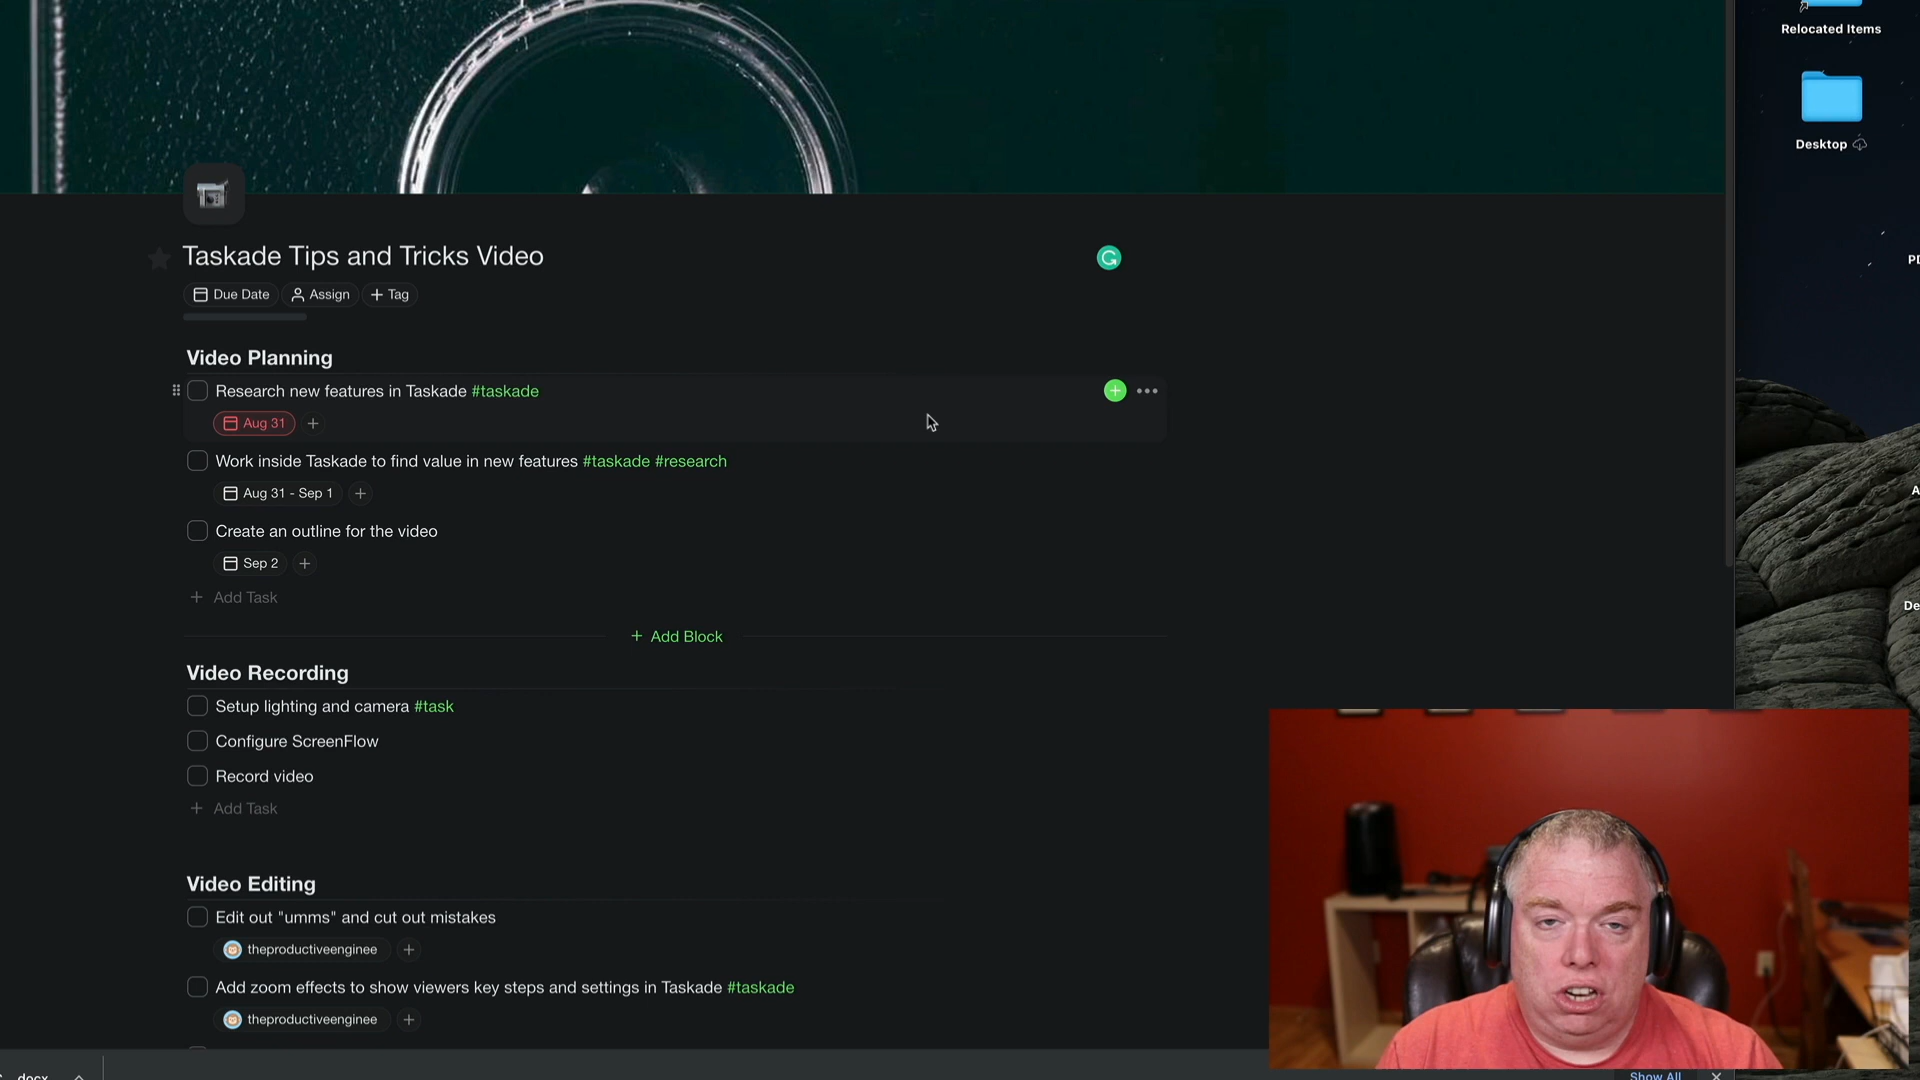 Relocated Items
Desktop
Taskade Tips and Tricks Video
Due Date Assign + Tag
Video Planning
Research new features in Taskade #taskade
Aug 31 +
Work inside Taskade to find value in new features #taskade #research
Aug 31 - Sep 1 +
Create an outline for the video
Sep 2 +
+ Add Task
+ Add Block
Video Recording
Setup lighting and camera #task
Configure ScreenFlow
Record video
+ Add Task
Video Editing
Edit out "umms" and cut out mistakes
theproductiveenginee +
Add zoom effects to show viewers key steps and settings in Taskade #taskade
theproductiveenginee +
.docx
Show All